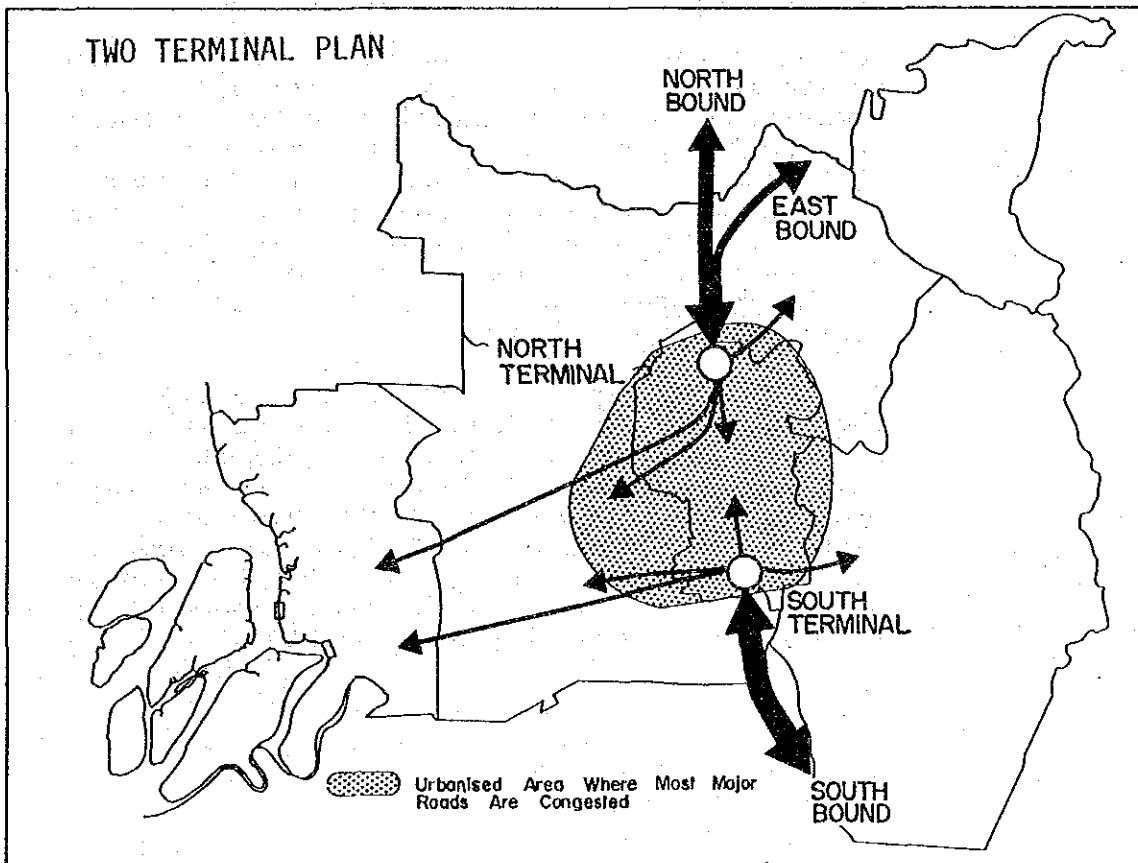 TWO TERMINAL PLAN
NORTH
BOUND
EAST
BOUND
NORTH
TERMINAL
SOUTH
TERMINAL
SOUTH
BOUND
Urbanised Area Where Most Major
Roads Are Congested